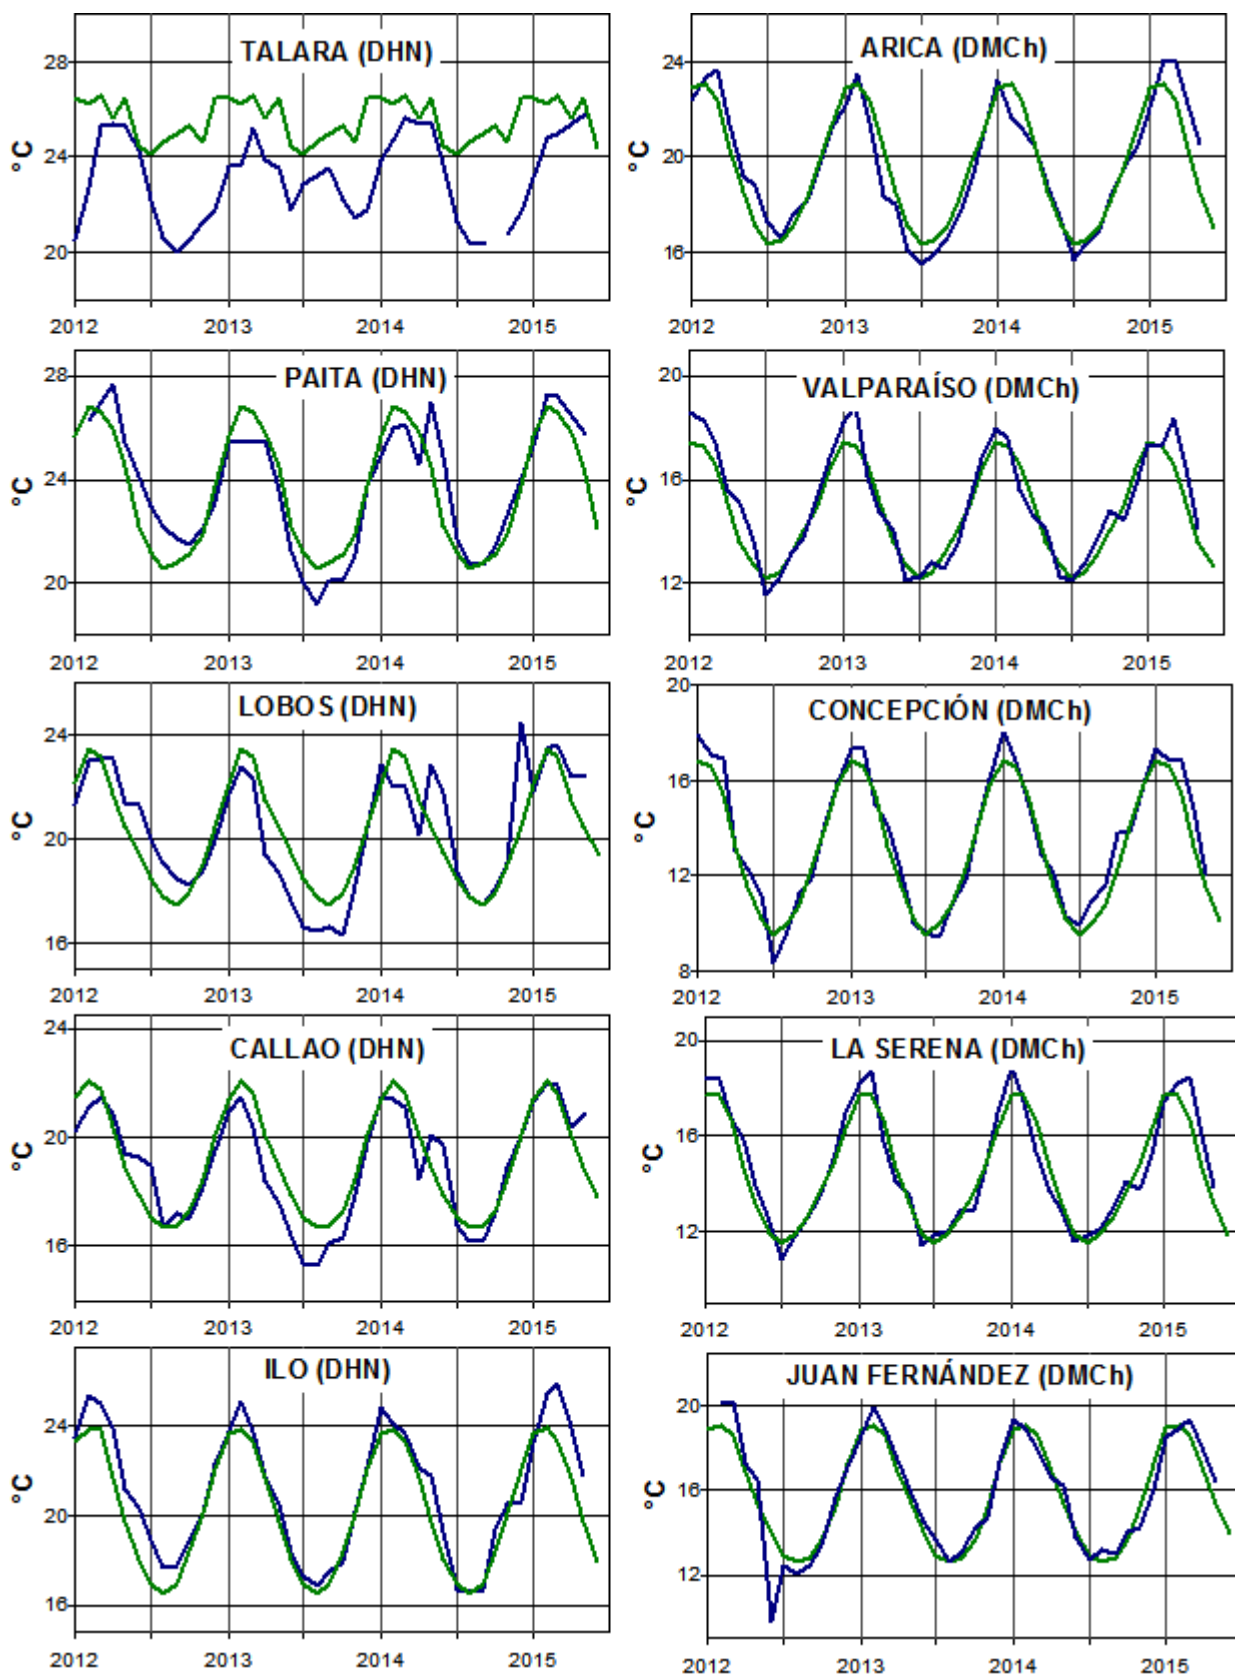 TALARA (DHN)
°C
28
24
20
2012 2013 2014 2015
ARICA (DMCh)
°C
24
20
16
2012 2013 2014 2015
PAITA (DHN)
°C
28
24
20
2012 2013 2014 2015
VALPARAÍSO (DMCh)
°C
20
16
12
2012 2013 2014 2015
LOBOS (DHN)
°C
24
20
16
2012 2013 2014 2015
CONCEPCIÓN (DMCh)
°C
20
16
12
8
2012 2013 2014 2015
CALLAO (DHN)
°C
24
20
16
2012 2013 2014 2015
LA SERENA (DMCh)
°C
20
16
12
2012 2013 2014 2015
ILO (DHN)
°C
24
20
16
2012 2013 2014 2015
JUAN FERNÁNDEZ (DMCh)
°C
20
16
12
2012 2013 2014 2015